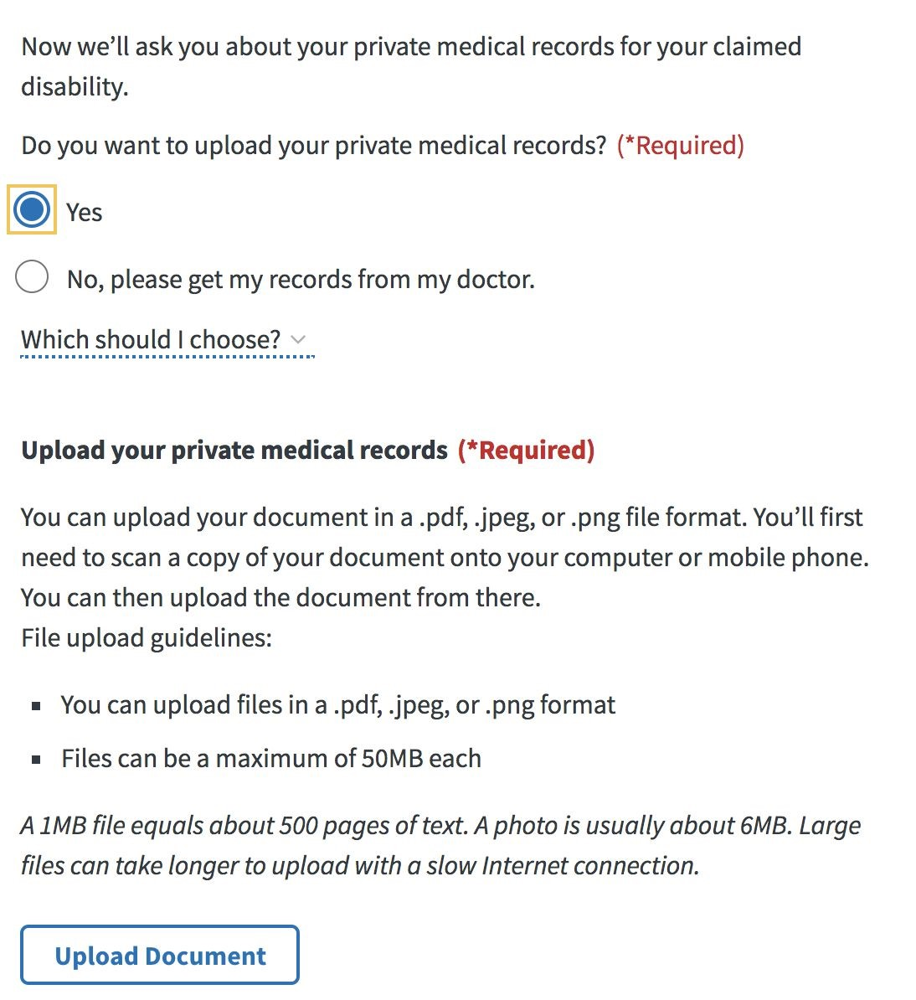 Now we’ll ask you about your private medical records for your claimed
disability.
Do you want to upload your private medical records? (*Required)
Yes
No, please get my records from my doctor.
Which should I choose?
Upload your private medical records (*Required)
You can upload your document in a .pdf, .jpeg, or .png file format. You’ll first
need to scan a copy of your document onto your computer or mobile phone.
You can then upload the document from there.
File upload guidelines:
You can upload files in a .pdf, .jpeg, or .png format
Files can be a maximum of 50MB each
A 1MB file equals about 500 pages of text. A photo is usually about 6MB. Large
files can take longer to upload with a slow Internet connection.
Upload Document